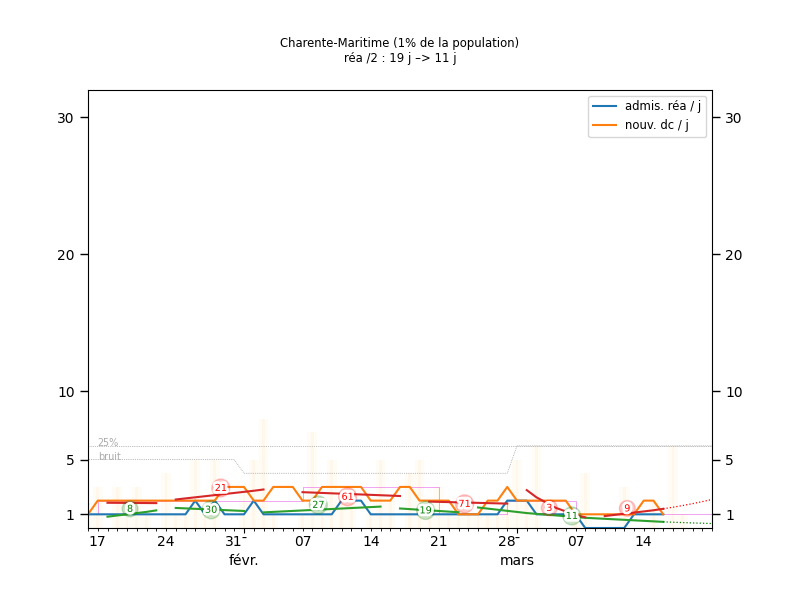 Charente-Maritime (1% de la population)
réa /2 : 19 j –> 11 j
admis. réa / j
nouv. dc / j
30 30
20 20
10 10
25%
bruit
5 5
21
61
8
30
27
19
71
3
11
9
1 1
17 24 31 07 14 21 28 07 14
févr. mars